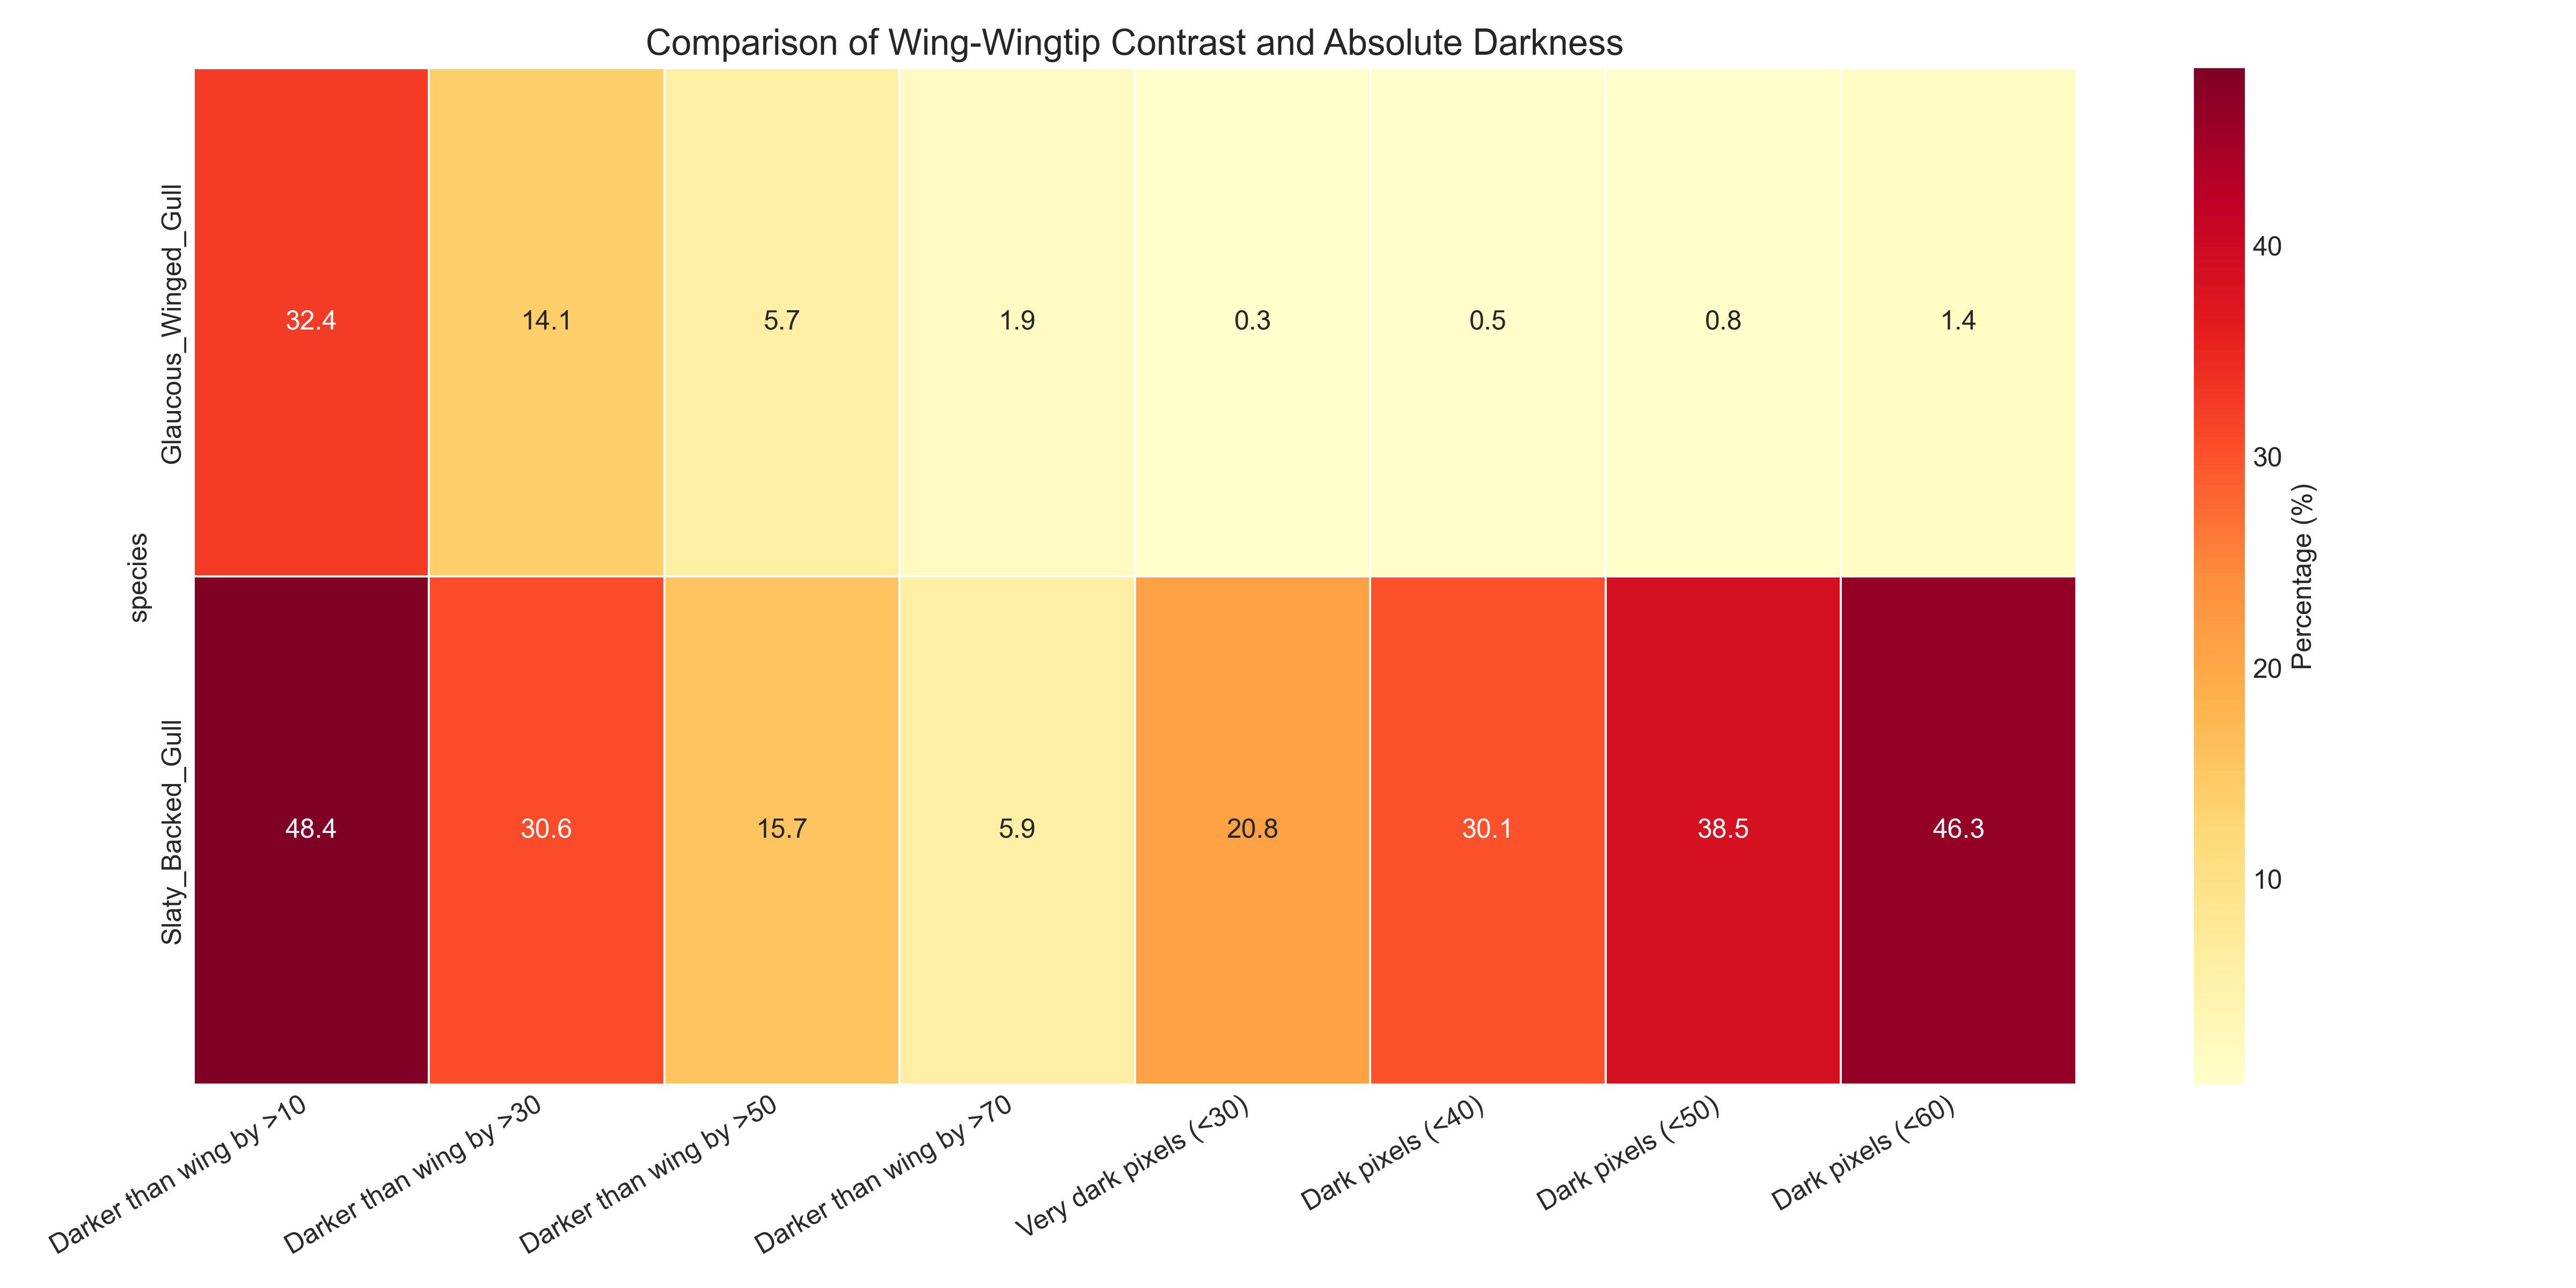 Comparison of Wing-Wingtip Contrast and Absolute Darkness
species
Glaucous_Winged_Gull
32.4 14.1 5.7 1.9 0.3 0.5 0.8 1.4
Slaty_Backed_Gull
48.4 30.6 15.7 5.9 20.8 30.1 38.5 46.3
Darker than wing by >10
Darker than wing by >30
Darker than wing by >50
Darker than wing by >70
Very dark pixels (<30)
Dark pixels (<40)
Dark pixels (<50)
Dark pixels (<60)
40
30
20
10
Percentage (%)